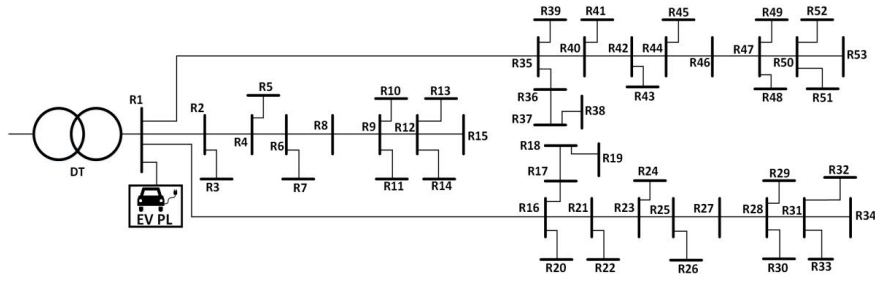 R39 R41 R45 R49 R52
R35 R40 R42 R44 R46 R47 R50 R53
R43 R48 R51
R36
R37 R38
R1 R2 R5 R10 R13
R4 R6 R8 R9 R12 R15
DT R3 R7 R11 R14
EV PL
R18 R19
R17 R24 R29 R32
R16 R21 R23 R25 R27 R28 R31 R34
R20 R22 R26 R30 R33